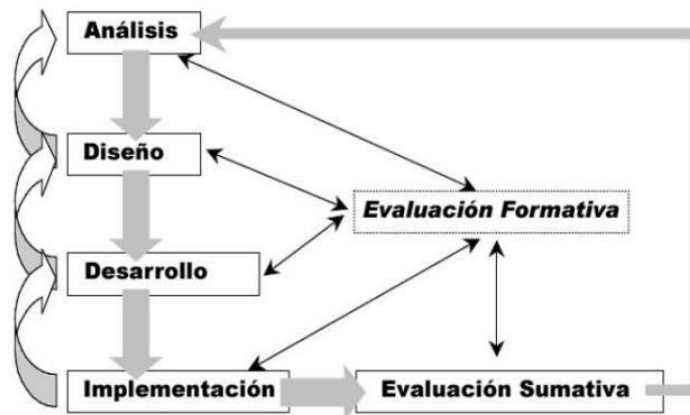 Análisis
Diseño
Evaluación Formativa
Desarrollo
Implementación
Evaluación Sumativa